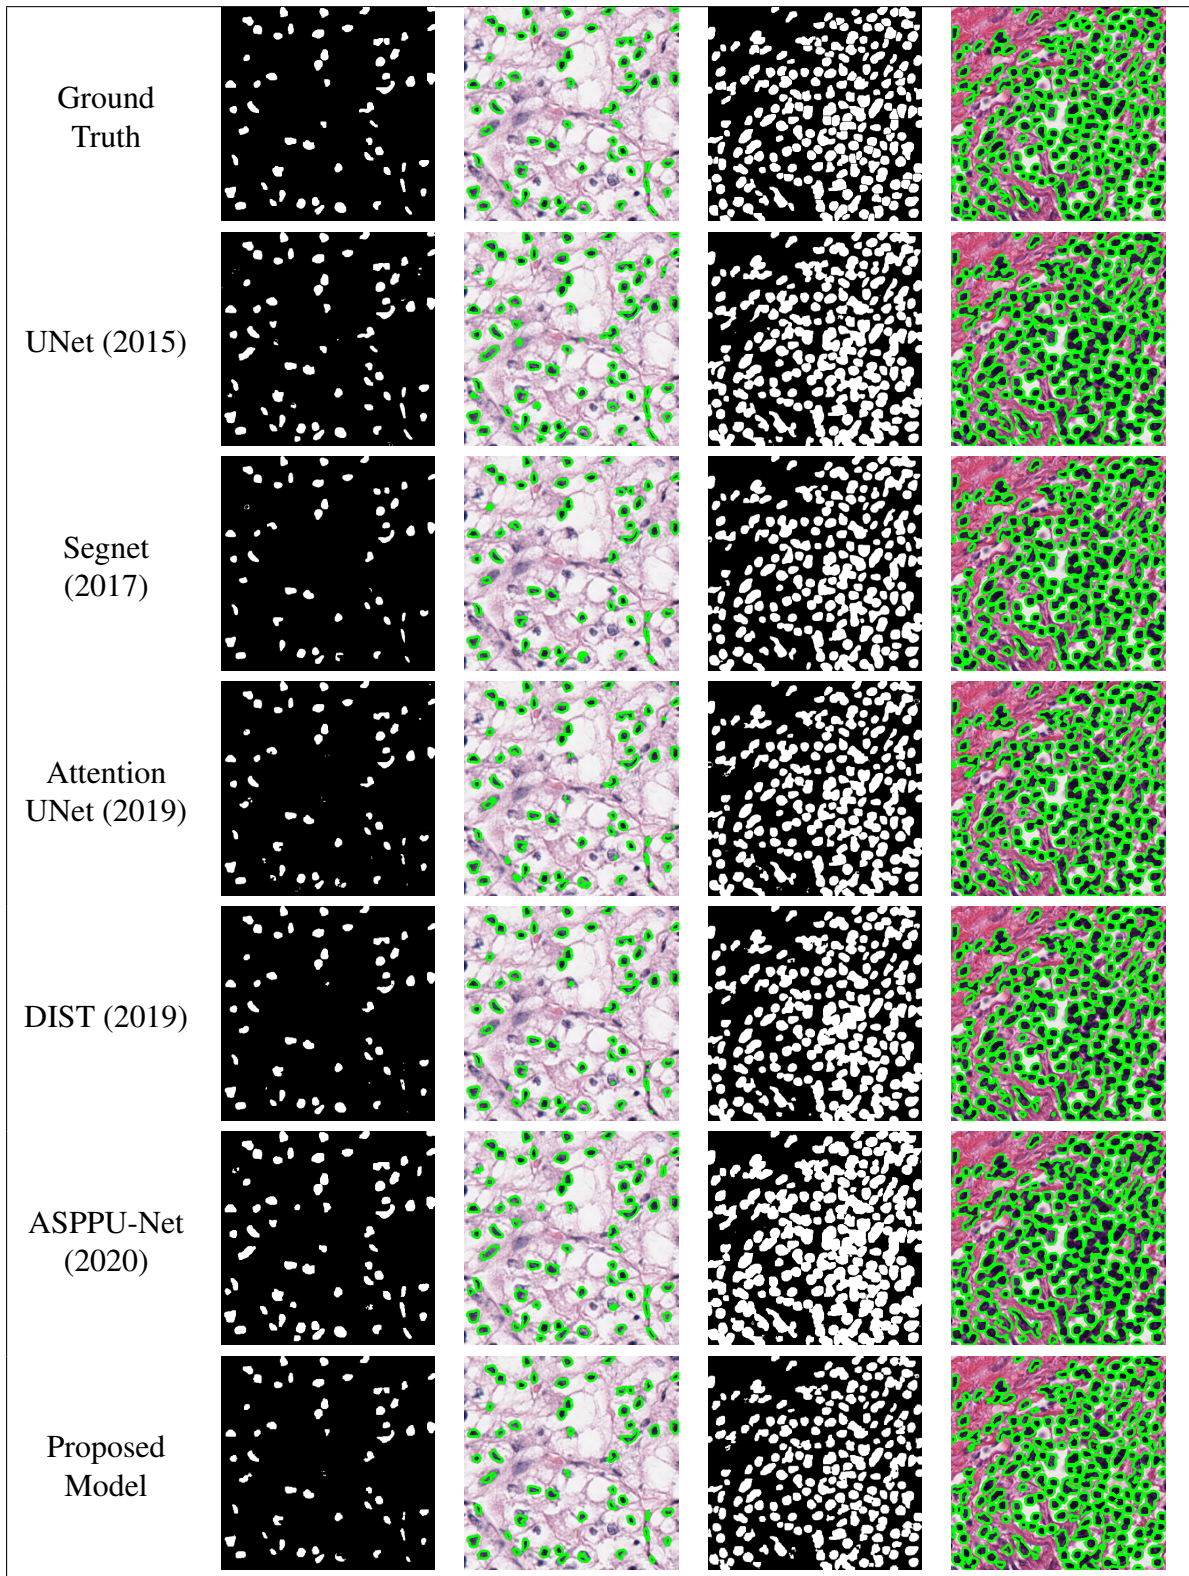 Ground
Truth
UNet (2015)
Segnet
(2017)
Attention
UNet (2019)
DIST (2019)
ASPPU-Net
(2020)
Proposed
Model